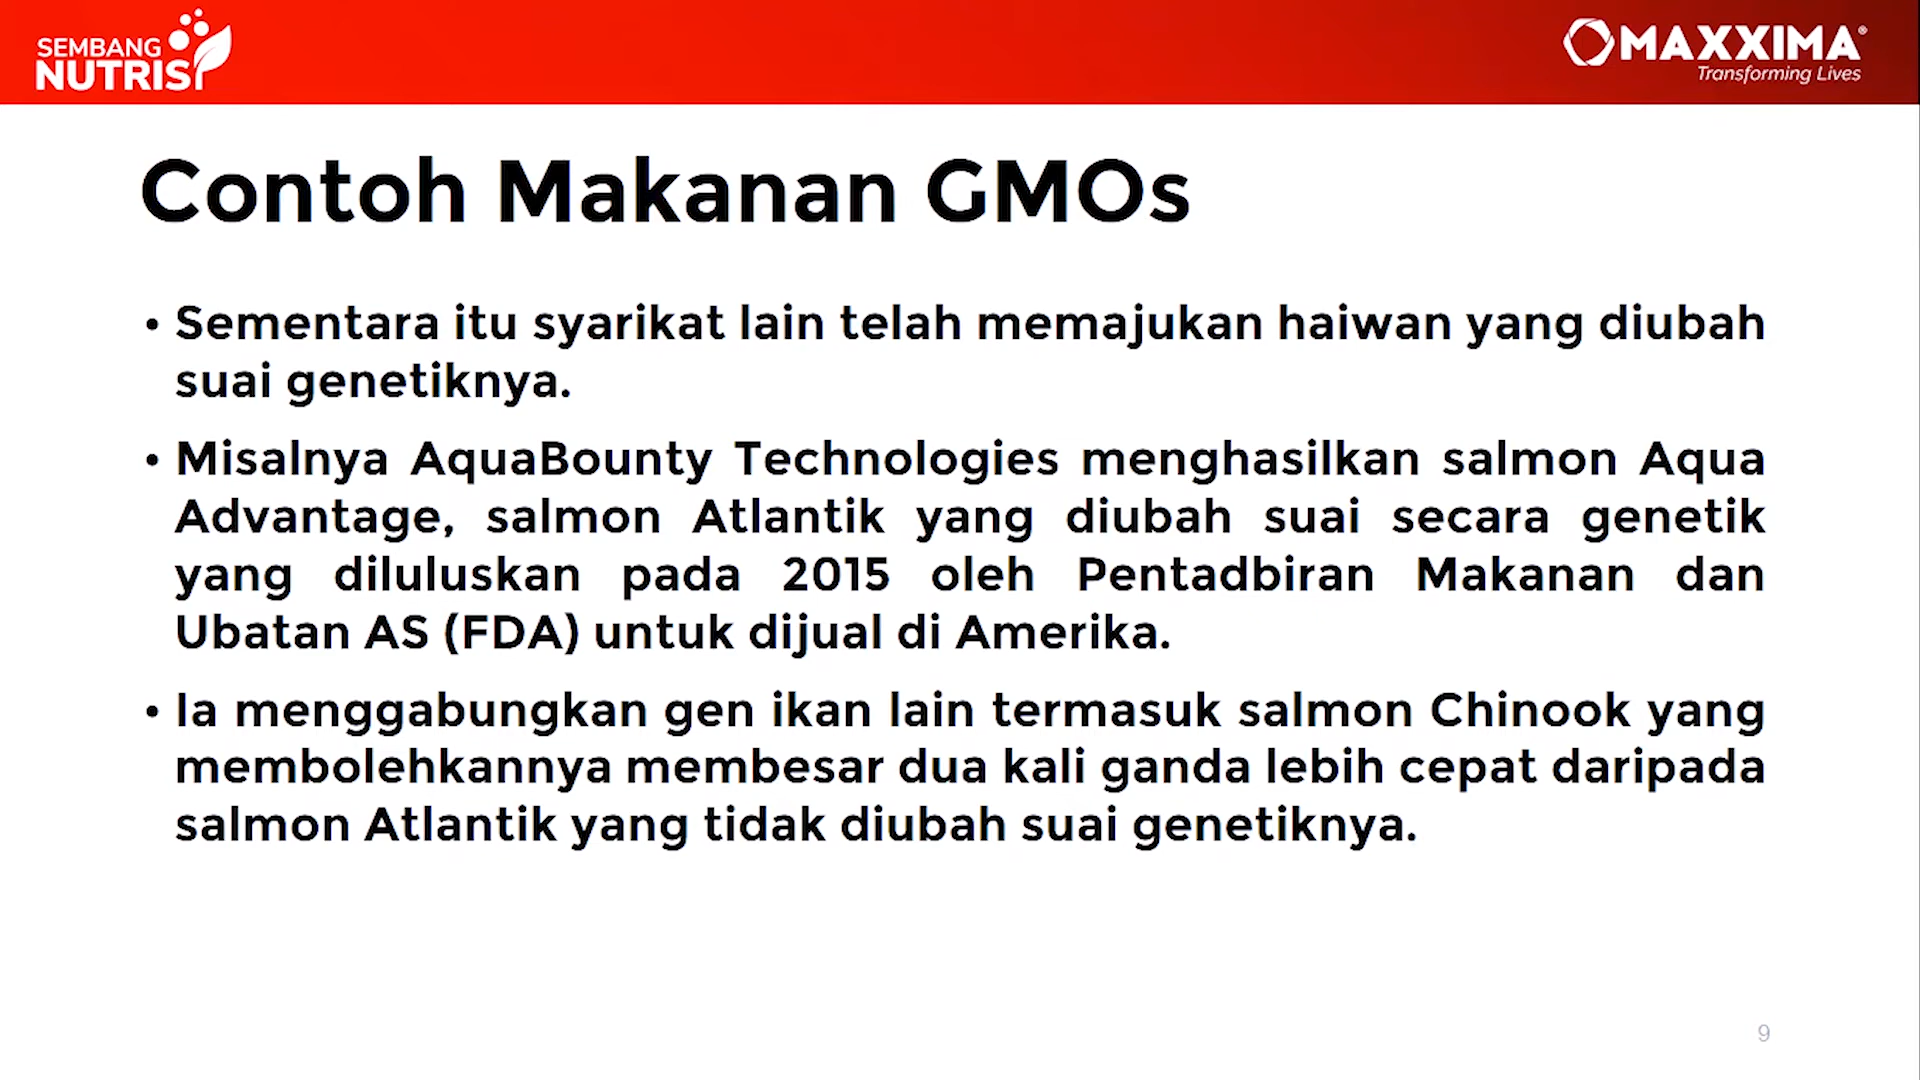 SEMBANG
NUTRISI
MAXXIMA®
Transforming Lives
Contoh Makanan GMOs
• Sementara itu syarikat lain telah memajukan haiwan yang diubah
suai genetiknya.
• Misalnya AquaBounty Technologies menghasilkan salmon Aqua
Advantage, salmon Atlantik yang diubah suai secara genetik
yang diluluskan pada 2015 oleh Pentadbiran Makanan dan
Ubatan AS (FDA) untuk dijual di Amerika.
• Ia menggabungkan gen ikan lain termasuk salmon Chinook yang
membolehkannya membesar dua kali ganda lebih cepat daripada
salmon Atlantik yang tidak diubah suai genetiknya.
9